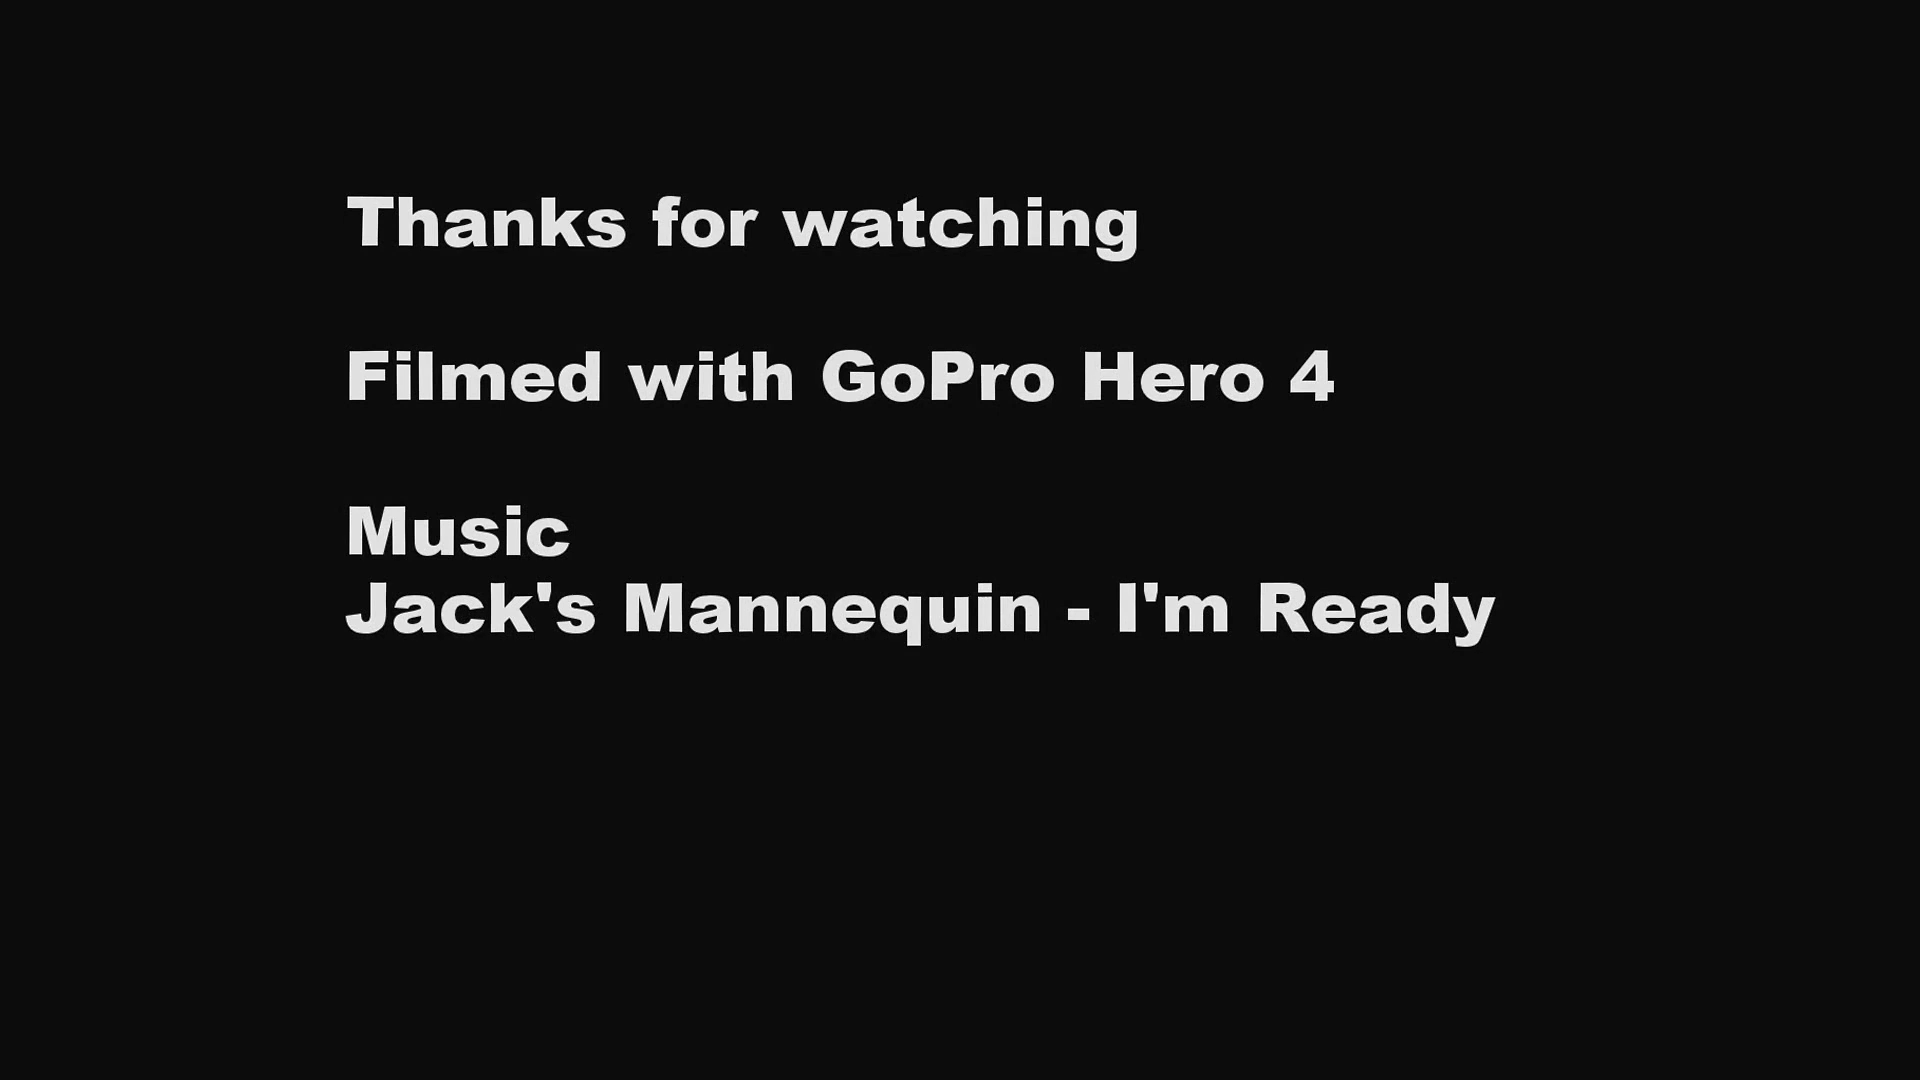 Thanks for watching
Filmed with GoPro Hero 4
Music
Jack's Mannequin - I'm Ready